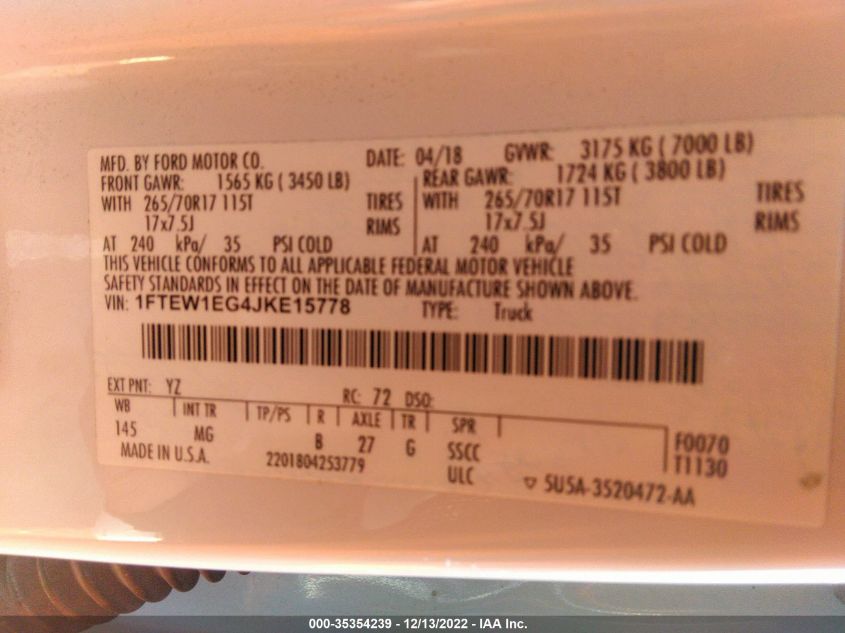 MFD. BY FORD MOTOR CO. DATE: 04/18 GVWR: 3175 KG ( 7000 LB)
FRONT GAWR: 1565 KG ( 3450 LB) REAR GAWR: 1724 KG ( 3800 LB)
WITH 265/70R17 115T TIRES WITH 265/70R17 115T TIRES
17x7.5J RIMS 17x7.5J RIMS
AT 240 kPa/ 35 PSI COLD AT 240 kPa/ 35 PSI COLD
THIS VEHICLE CONFORMS TO ALL APPLICABLE FEDERAL MOTOR VEHICLE
SAFETY STANDARDS IN EFFECT ON THE DATE OF MANUFACTURE SHOWN ABOVE.
VIN: 1FTEW1EG4JKE15778 TYPE: Truck
EXT PNT: YZ RC: 72 DSO:
WB INT TR TP/PS R AXLE TR SPR
145 MG B 27 G SSCC F0070
MADE IN U.S.A. 2201804253779 ULC T1130
▽ 5U5A-3520472-AA
000-35354239 - 12/13/2022 - IAA Inc.